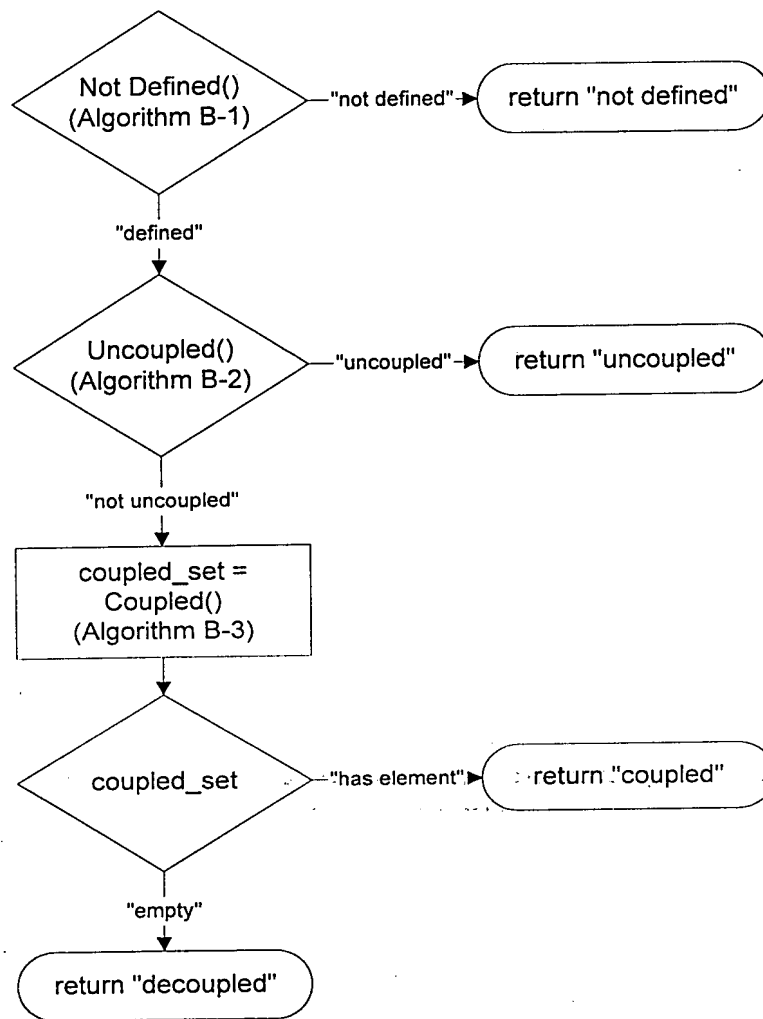 Not Defined()
(Algorithm B-1)
"not defined"
return "not defined"
"defined"
Uncoupled()
(Algorithm B-2)
"uncoupled"
return "uncoupled"
"not uncoupled"
coupled_set =
Coupled()
(Algorithm B-3)
coupled_set
"has element"
return "coupled"
"empty"
return "decoupled"